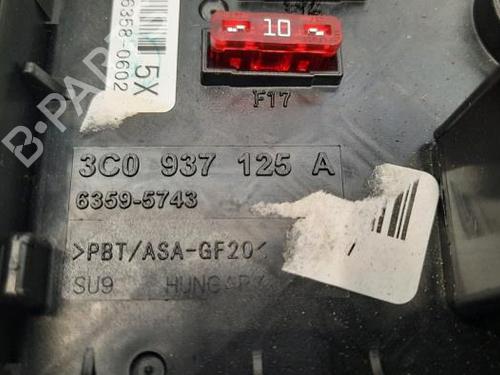 6358-0602
5X
10
F17
B-PARTS
3C0 937 125 A
6359-5743
>PBT/ASA-GF20<
SU9